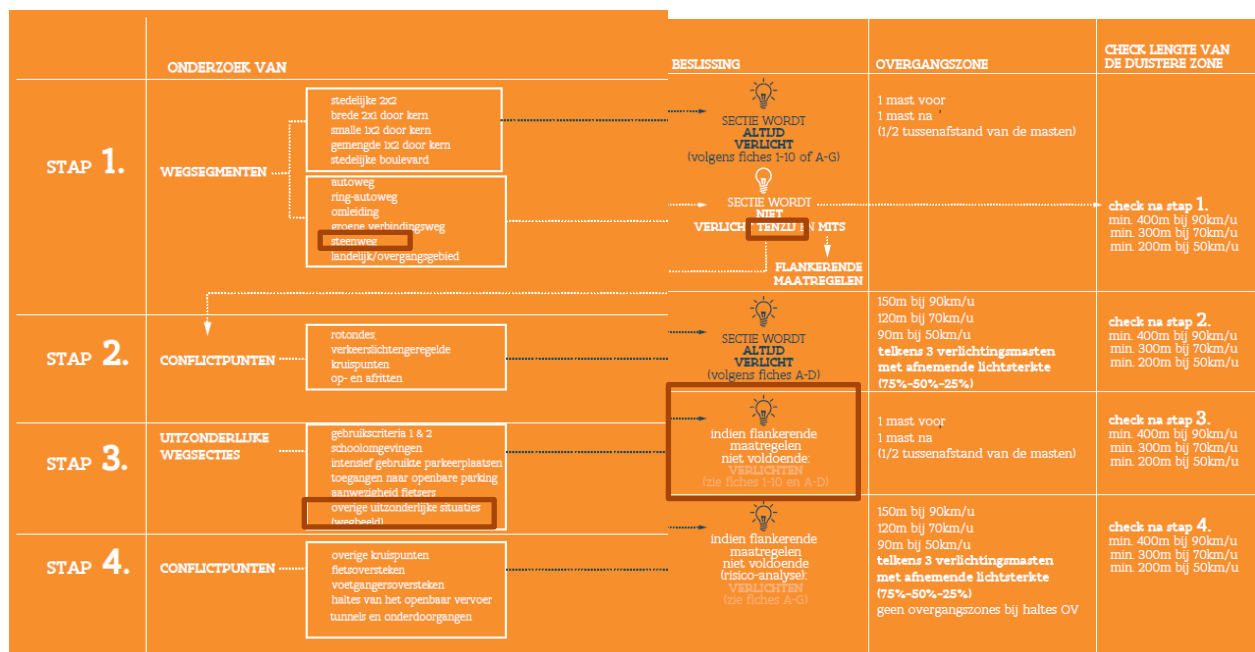 ONDERZOEK VAN
BESLISSING
OVERGANGSZONE
CHECK LENGTE VAN
DE DUISTERE ZONE
STAP 1.
WEGSEGMENTEN
stedelijke 2x2
brede 2x1 door kern
smalle 1x2 door kern
gemengde 1x2 door kern
stedelijke boulevard
SECTIE WORDT
ALTIJD
VERLICHT
(volgens fiches 1-10 of A-G)
1 mast voor
1 mast na
(1/2 tussenafstand van de masten)
autoweg
ring-autoweg
omleiding
groene verbindingsweg
steenweg
landelijk/overgangsgebied
SECTIE WORDT
NIET
VERLICHT TENZIJ EN MITS
FLANKERENDE
MAATREGELEN
check na stap 1.
min. 400m bij 90km/u
min. 300m bij 70km/u
min. 200m bij 50km/u
STAP 2.
CONFLICTPUNTEN
rotondes,
verkeerslichtengeregelde
kruispunten
op- en afritten
SECTIE WORDT
ALTIJD
VERLICHT
(volgens fiches A-D)
150m bij 90km/u
120m bij 70km/u
90m bij 50km/u
telkens 3 verlichtingsmasten
met afnemende lichtsterkte
(75%-50%-25%)
check na stap 2.
min. 400m bij 90km/u
min. 300m bij 70km/u
min. 200m bij 50km/u
STAP 3.
UITZONDERLIJKE
WEGSECTIES
gebruikscriteria 1 & 2
schoolomgevingen
intensief gebruikte parkeerplaatsen
toegangen naar openbare parking
aanwezigheid fietsers
overige uitzonderlijke situaties
(wegbeeld)
indien flankerende
maatregelen
niet voldoende:
VERLICHTEN
(zie fiches 1-10 en A-D)
1 mast voor
1 mast na
(1/2 tussenafstand van de masten)
check na stap 3.
min. 400m bij 90km/u
min. 300m bij 70km/u
min. 200m bij 50km/u
STAP 4.
CONFLICTPUNTEN
overige kruispunten
fietsoversteken
voetgangersoversteken
haltes van het openbaar vervoer
tunnels en onderdoorgangen
indien flankerende
maatregelen
niet voldoende
(risico-analyse):
VERLICHTEN
(zie fiches A-G)
150m bij 90km/u
120m bij 70km/u
90m bij 50km/u
telkens 3 verlichtingsmasten
met afnemende lichtsterkte
(75%-50%-25%)
geen overgangszones bij haltes OV
check na stap 4.
min. 400m bij 90km/u
min. 300m bij 70km/u
min. 200m bij 50km/u